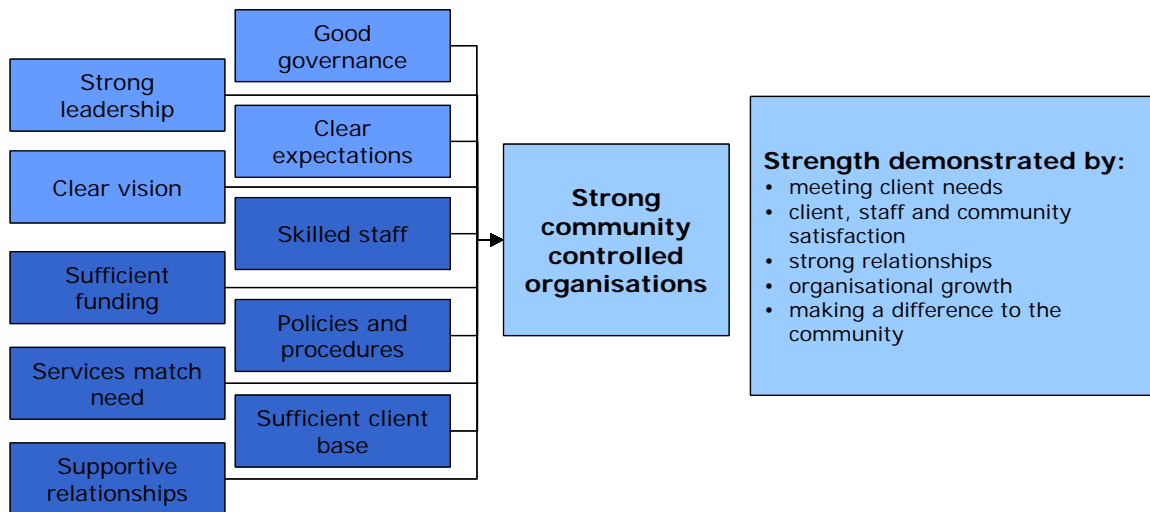 Good
governance
Strong
leadership
Clear
expectations
Clear vision
Skilled staff
Sufficient
funding
Policies and
procedures
Services match
need
Sufficient client
base
Supportive
relationships
Strong
community
controlled
organisations
Strength demonstrated by:
• meeting client needs
• client, staff and community
satisfaction
• strong relationships
• organisational growth
• making a difference to the
community